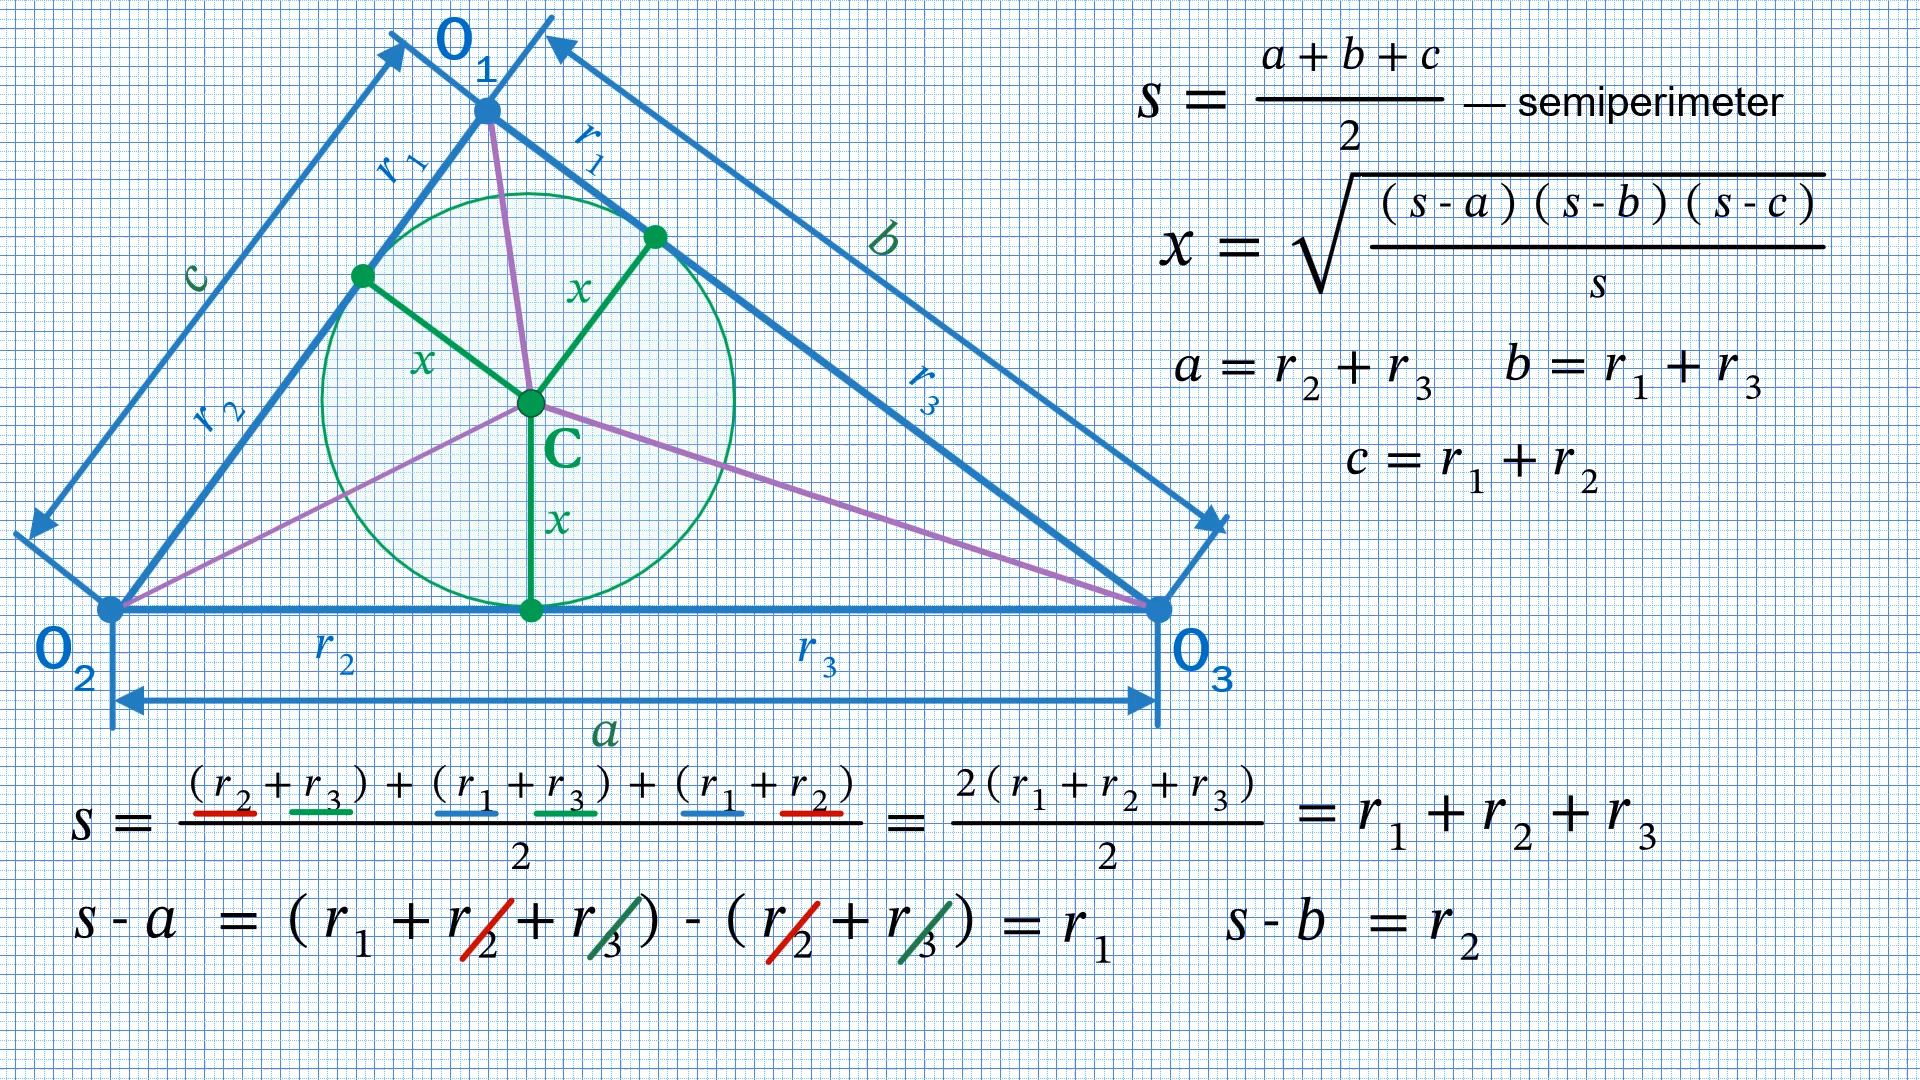 O₁
s = (a + b + c) / 2 — semiperimeter
r₁ r₁
x = √( (s - a) (s - b) (s - c) / s )
c b
x
x
r₂ r₃
a = r₂ + r₃ b = r₁ + r₃
C
c = r₁ + r₂
x
O₂ r₂ r₃ O₃
a
s = ( (r₂ + r₃) + (r₁ + r₃) + (r₁ + r₂) ) / 2 = 2 (r₁ + r₂ + r₃) / 2 = r₁ + r₂ + r₃
s - a = (r₁ + r₂ + r₃) - (r₂ + r₃) = r₁ s - b = r₂